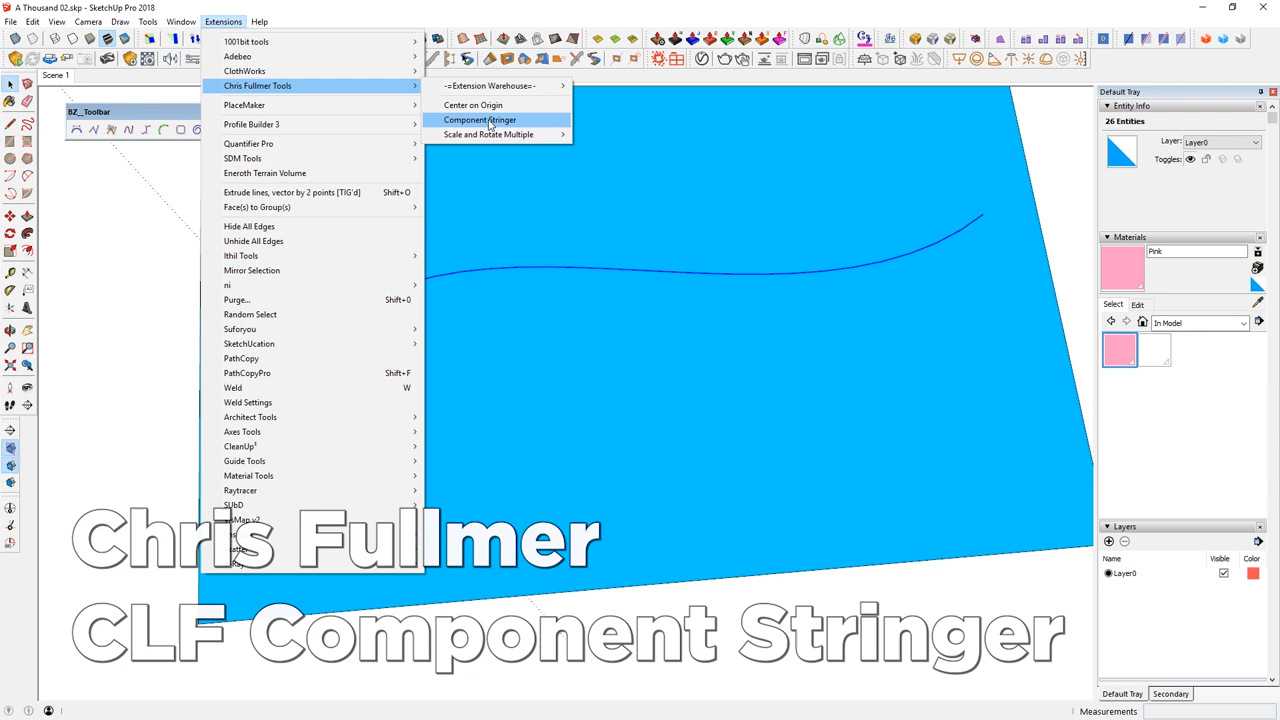 A Thousand 02.skp - SketchUp Pro 2018
File Edit View Camera Draw Tools Window Extensions Help
Scene 1
BZ__Toolbar
1001bit tools
Adebeo
ClothWorks
Chris Fullmer Tools
PlaceMaker
Profile Builder 3
Quantifier Pro
SDM Tools
Eneroth Terrain Volume
Extrude lines, vector by 2 points [TIG'd] Shift+O
Face(s) to Group(s)
Hide All Edges
Unhide All Edges
Ithil Tools
Mirror Selection
ni
Purge... Shift+0
Random Select
Suforyou
SketchUcation
PathCopy
PathCopyPro Shift+F
Weld W
Weld Settings
Architect Tools
Axes Tools
CleanUp³
Guide Tools
Material Tools
Raytracer
SUbD
-=Extension Warehouse=-
Center on Origin
Component Stringer
Scale and Rotate Multiple
Chris Fullmer
CLF Component Stringer
Default Tray
Entity Info
26 Entities
Layer: Layer0
Toggles:
Materials
Pink
Select Edit
In Model
Layers
Name Visible Color
Layer0
Default Tray Secondary
Measurements